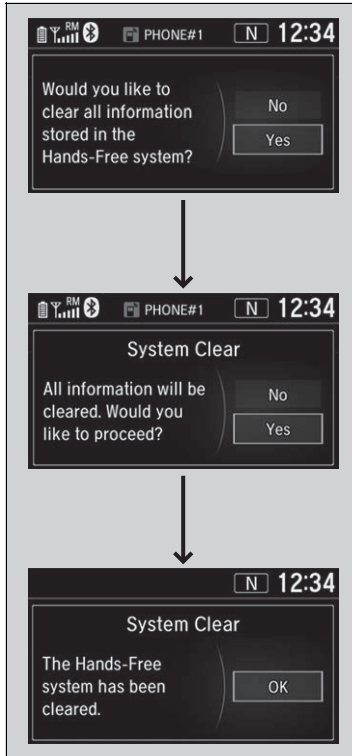 RM PHONE#1 N 12:34
Would you like to
clear all information
stored in the
Hands-Free system?
No
Yes
RM PHONE#1 N 12:34
System Clear
All information will be
cleared. Would you
like to proceed?
No
Yes
N 12:34
System Clear
The Hands-Free
system has been
cleared.
OK